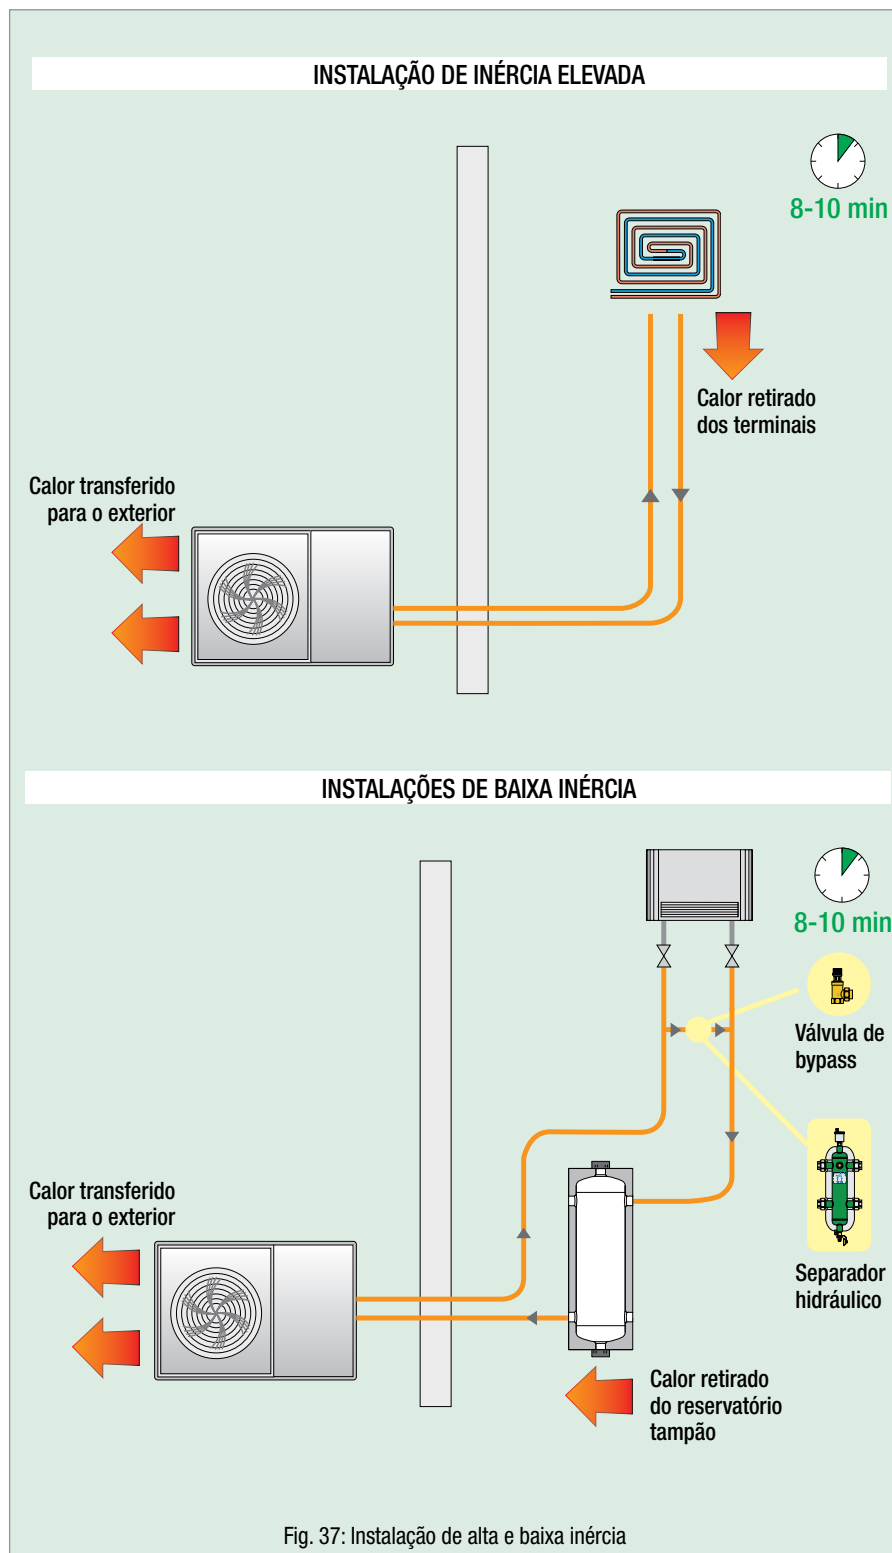 INSTALAÇÃO DE INÉRCIA ELEVADA
8-10 min
Calor retirado
dos terminais
Calor transferido
para o exterior
INSTALAÇÕES DE BAIXA INÉRCIA
8-10 min
Válvula de
bypass
Calor transferido
para o exterior
Separador
hidráulico
Calor retirado
do reservatório
tampão
Fig. 37: Instalação de alta e baixa inércia